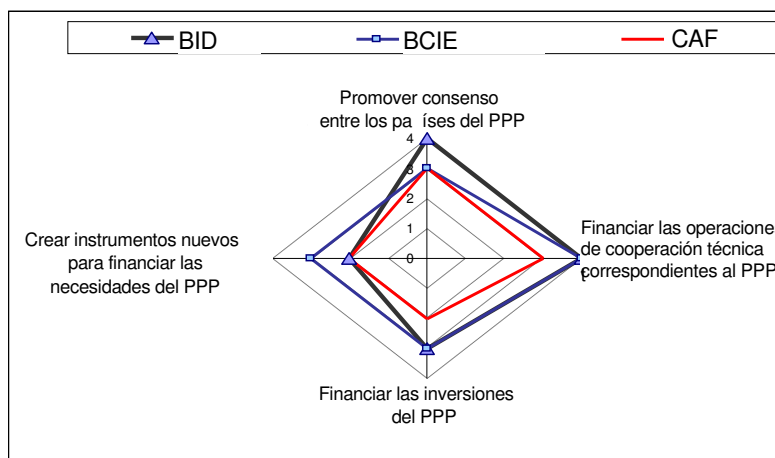 BID BCIE CAF
Promover consenso
entre los pa íses del PPP
4
3
2
1
0
Crear instrumentos nuevos
para financiar las
necesidades del PPP
Financiar las operacione
de cooperación técnica
correspondientes al PPP
Financiar las inversiones
del PPP